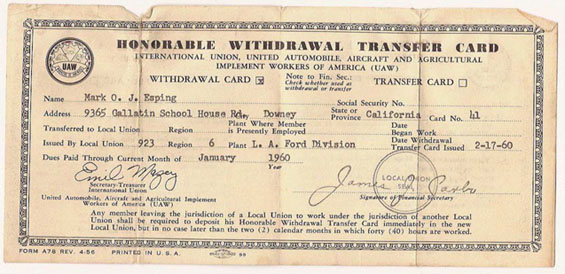 HONORABLE WITHDRAWAL TRANSFER CARD
INTERNATIONAL UNION, UNITED AUTOMOBILE, AIRCRAFT AND AGRICULTURAL
IMPLEMENT WORKERS OF AMERICA (UAW)
UAW
WITHDRAWAL CARD x
Note to Fin. Sec.:
Check whether used at
withdrawal or transfer
TRANSFER CARD
Name Mark O. J. Esping
Social Security No.
Address 9365 Gallatin School House Rd, Downey
State or
Province California Card No. 41
Transferred to Local Union Region
Plant Where Member
is Presently Employed
Date
Began Work
Issued By Local Union 923 Region 6 Plant L. A. Ford Division
Date Withdrawal
Transfer Card Issued 2-17-60
Dues Paid Through Current Month of January 1960
Year
Emil Mazey
Secretary-Treasurer
International Union
United Automobile, Aircraft and Agricultural Implement
Workers of America (UAW)
LOCAL UNION
SEAL
James
Signature of Financial Secretary
Any member leaving the jurisdiction of a Local Union to work under the jurisdiction of another Local
Union shall be required to deposit his Honorable Withdrawal Transfer Card immediately in the new
Local Union, but in no case later than the two (2) calendar months in which forty (40) hours are worked.
FORM A78 REV. 4-56 PRINTED IN U.S.A. 99